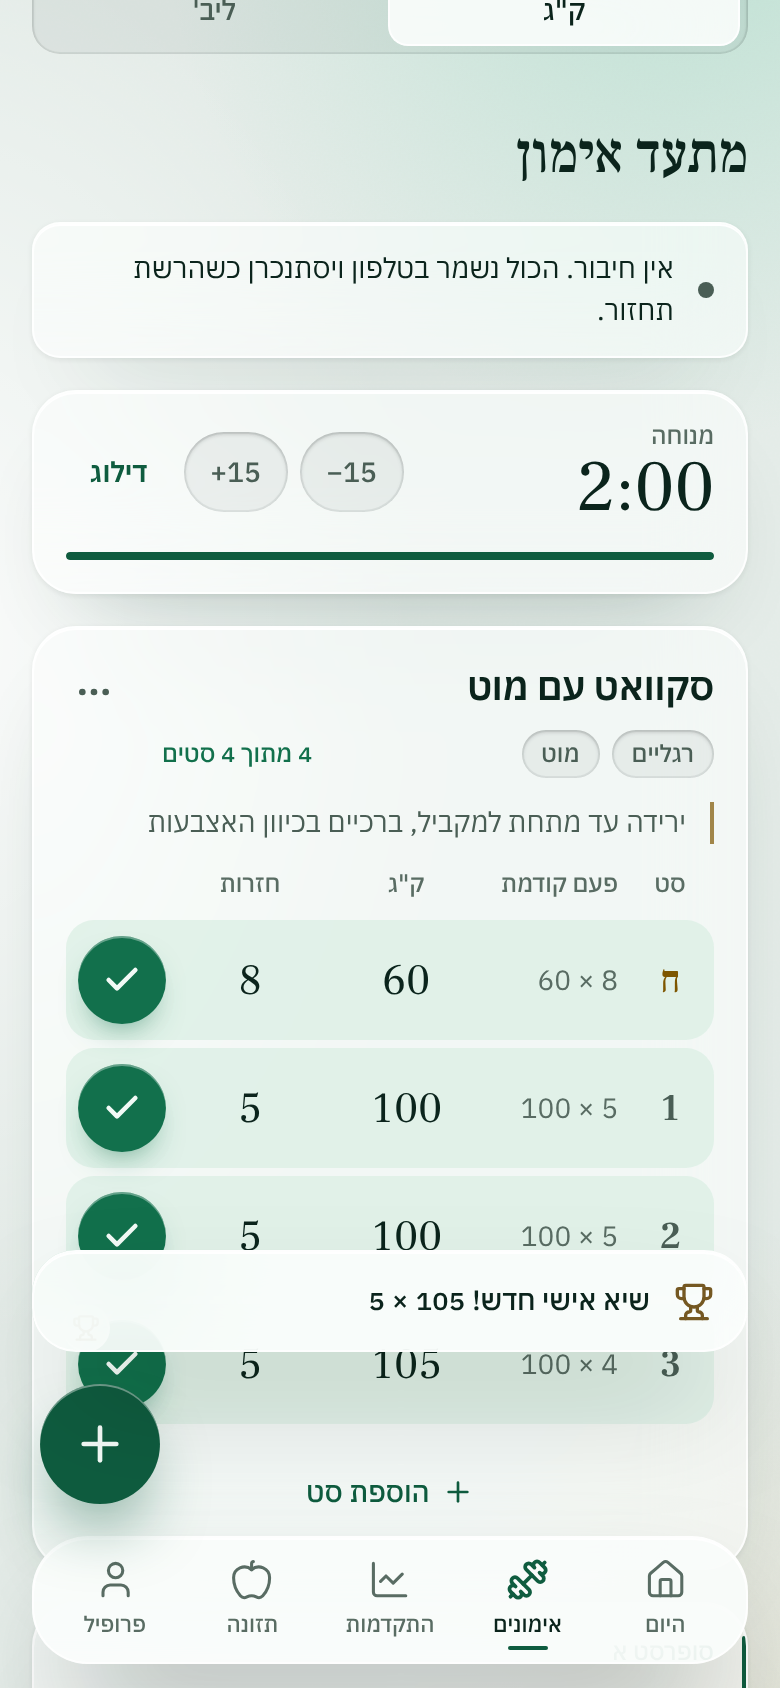 ק"ג
ליב'
מתעד אימון
אין חיבור. הכול נשמר בטלפון ויסתנכרן כשהרשת
תחזור.
מנוחה
2:00
−15
+15
דילוג
סקוואט עם מוט
רגליים
מוט
4 מתוך 4 סטים
ירידה עד מתחת למקביל, ברכיים בכיוון האצבעות
סט פעם קודמת ק"ג חזרות
ח 60 × 8 60 8
1 100 × 5 100 5
2 100 × 5 100 5
שיא אישי חדש! 105 × 5
3 100 × 4 105 5
הוספת סט
היום
אימונים
התקדמות
תזונה
פרופיל
סופרסט א